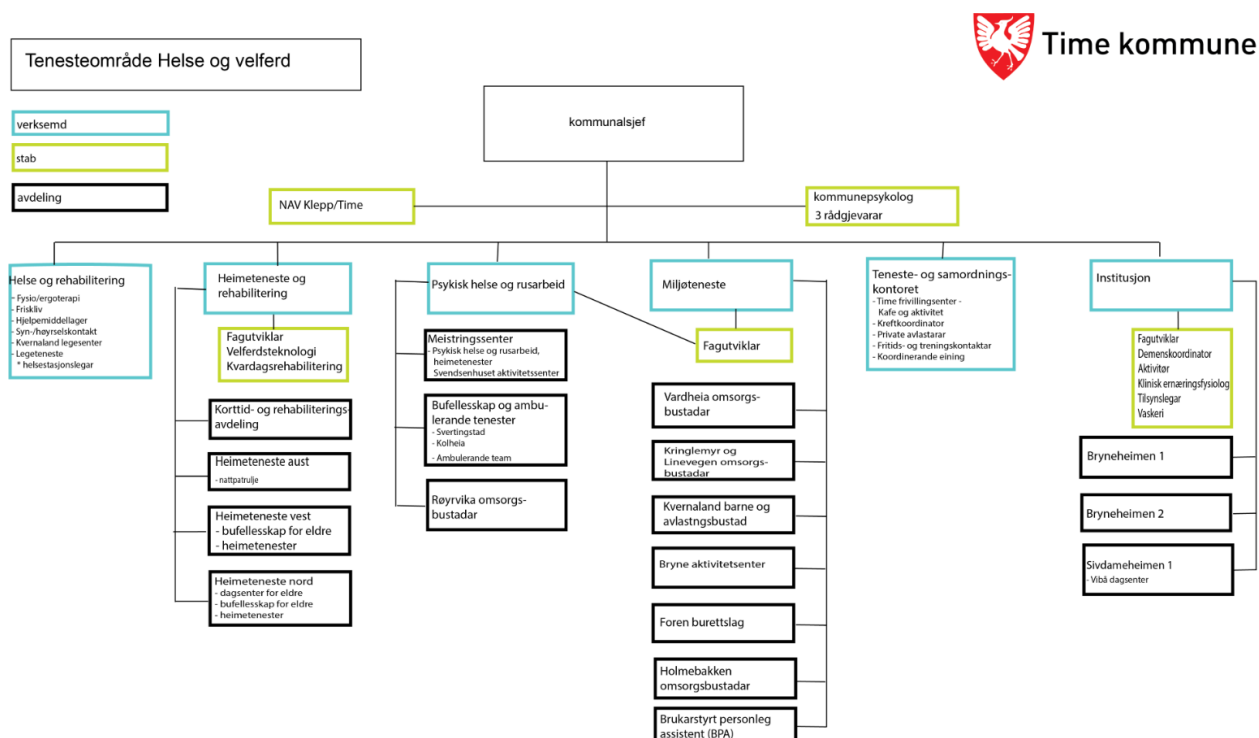 Time kommune
Tenesteområde Helse og velferd
verksemd
stab
avdeling
kommunalsjef
NAV Klepp/Time
kommunepsykolog
3 rådgjevarar
Helse og rehabilitering
- Fysio/ergoterapi
- Friskliv
- Hjelpemiddellager
- Syn-/høyrselskontakt
- Kvernaland legesenter
- Legeteneste
* helsestasjonslegar
Heimeteneste og
rehabilitering
Fagutviklar
Velferdsteknologi
Kvardagsrehabilitering
Korttid- og rehabiliterings-
avdeling
Heimeteneste aust
- nattpatrulje
Heimeteneste vest
- bufellesskap for eldre
- heimetenester
Heimeteneste nord
- dagsenter for eldre
- bufellesskap for eldre
- heimetenester
Psykisk helse og rusarbeid
Meistringssenter
- Psykisk helse og rusarbeid,
heimetenester
Svendsenhuset aktivitetssenter
Bufellesskap og ambu-
lerande tenester
- Svertingstad
- Kolheia
- Ambulerande team
Røyrvika omsorgs-
bustadar
Miljøteneste
Fagutviklar
Vardheia omsorgs-
bustadar
Kringlemyr og
Linevegen omsorgs-
bustadar
Kvernaland barne og
avlastngsbustad
Bryne aktivitetsenter
Foren burettslag
Holmebakken
omsorgsbustadar
Brukarstyrt personleg
assistent (BPA)
Teneste- og samordnings-
kontoret
- Time frivillingsenter -
Kafe og aktivitet
- Kreftkoordinator
- Private avlastarar
- Fritids- og treningskontaktar
- Koordinerande eining
Institusjon
Fagutviklar
Demenskoordinator
Aktivitør
Klinisk ernæringsfysiolog
Tilsynslegar
Vaskeri
Bryneheimen 1
Bryneheimen 2
Sivdameheimen 1
- Vibå dagsenter